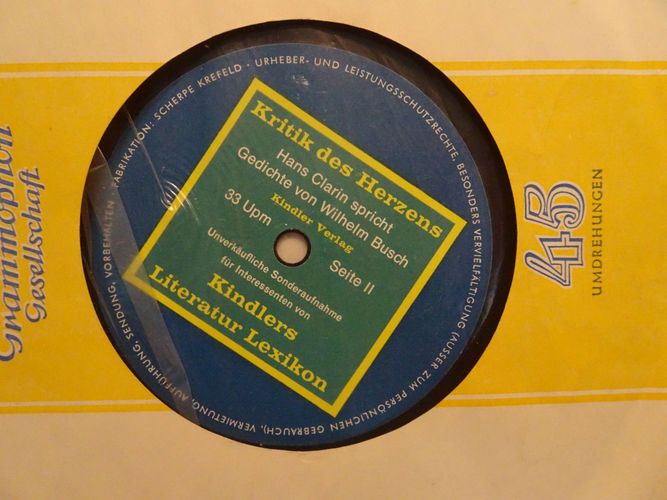 Grammophon
Gesellschaft
FABRIKATION: SCHERPE KREFELD · URHEBER- UND LEISTUNGSSCHUTZRECHTE, BESONDERS VERVIELFÄLTIGUNG (AUSSER ZUM PERSÖNLICHEN GEBRAUCH), VERMIETUNG, AUFFÜHRUNG, SENDUNG, VORBEHALTEN
Kritik des Herzens
Hans Clarin spricht
Gedichte von Wilhelm Busch
Kindler Verlag
33 Upm
Seite II
Unverkäufliche Sonderaufnahme
für Interessenten von
Kindlers
Literatur Lexikon
45
UMDREHUNGEN